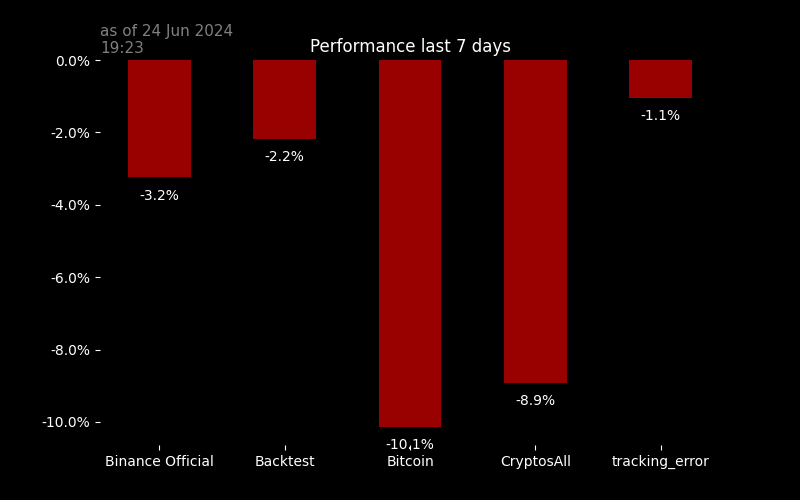 as of 24 Jun 2024
19:23
Performance last 7 days
0.0%
-2.0%
-4.0%
-6.0%
-8.0%
-10.0%
-3.2%
-2.2%
-10.1%
-8.9%
-1.1%
Binance Official
Backtest
Bitcoin
CryptosAll
tracking_error